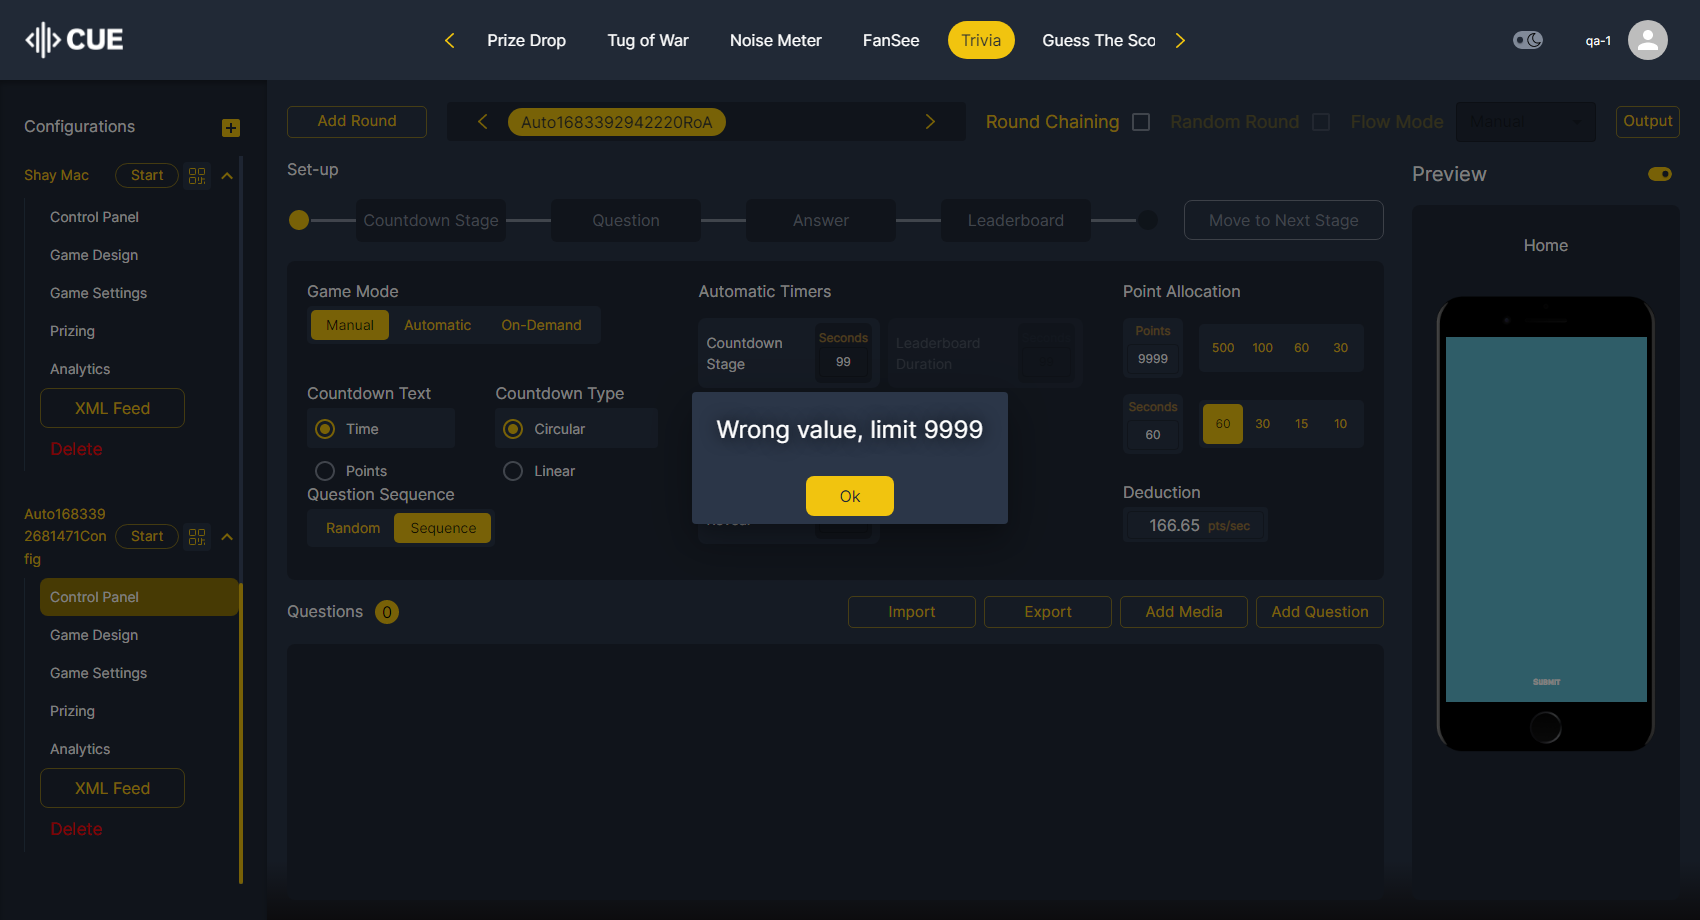 CUE
Prize Drop
Tug of War
Noise Meter
FanSee
Trivia
Guess The Sco
qa-1
Configurations
Add Round
Auto1683392942220RoA
Round Chaining
Random Round
Flow Mode
Manual
Output
Shay Mac
Start
Control Panel
Game Design
Game Settings
Prizing
Analytics
XML Feed
Delete
Auto168339
2681471Con
fig
Start
Control Panel
Game Design
Game Settings
Prizing
Analytics
XML Feed
Delete
Set-up
Countdown Stage
Question
Answer
Leaderboard
Move to Next Stage
Game Mode
Manual
Automatic
On-Demand
Countdown Text
Time
Points
Countdown Type
Circular
Linear
Question Sequence
Random
Sequence
Automatic Timers
Countdown
Stage
Seconds
99
Leaderboard
Duration
Point Allocation
Points
9999
500
100
60
30
Seconds
60
60
30
15
10
Deduction
166.65 pts/sec
Wrong value, limit 9999
Ok
Questions 0
Import
Export
Add Media
Add Question
Preview
Home
SUBMIT